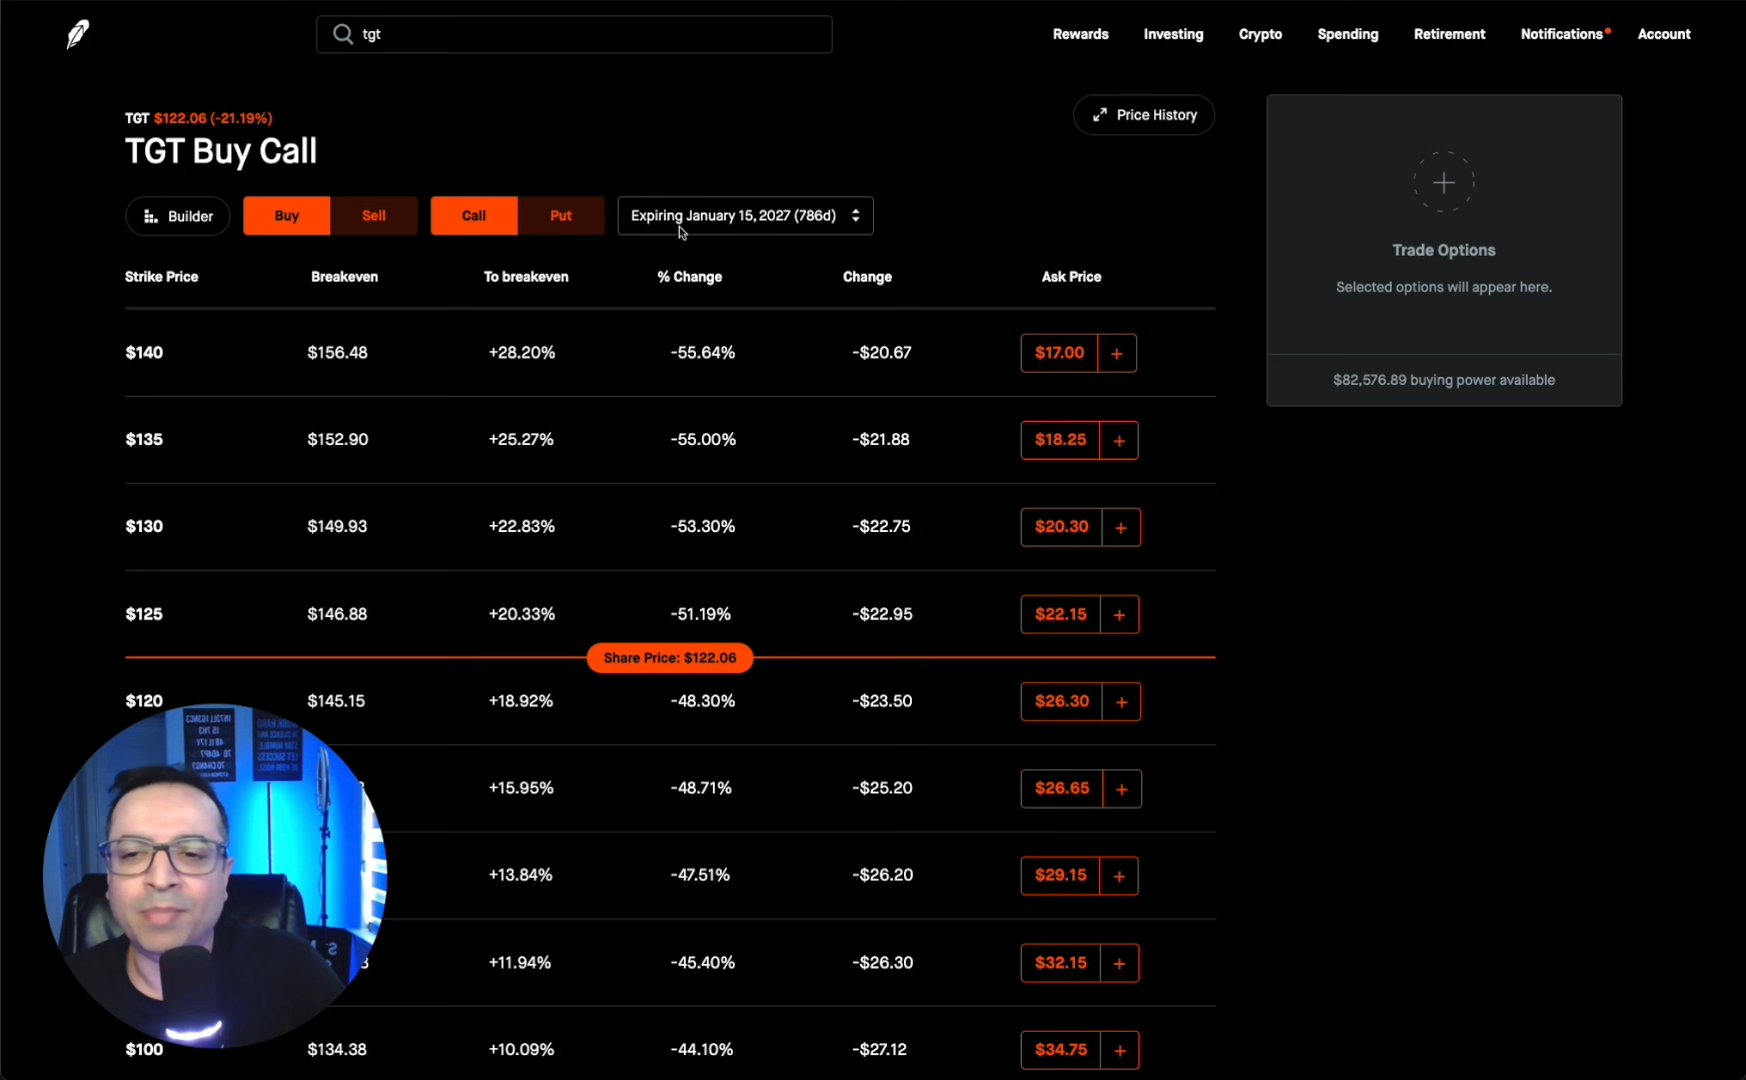 tgt
Rewards Investing Crypto Spending Retirement Notifications Account
TGT $122.06 (-21.19%)
TGT Buy Call
Price History
Builder Buy Sell Call Put Expiring January 15, 2027 (786d)
Trade Options
Selected options will appear here.
$82,576.89 buying power available
Strike Price Breakeven To breakeven % Change Change Ask Price
$140 $156.48 +28.20% -55.64% -$20.67 $17.00 +
$135 $152.90 +25.27% -55.00% -$21.88 $18.25 +
$130 $149.93 +22.83% -53.30% -$22.75 $20.30 +
$125 $146.88 +20.33% -51.19% -$22.95 $22.15 +
Share Price: $122.06
$120 $145.15 +18.92% -48.30% -$23.50 $26.30 +
+15.95% -48.71% -$25.20 $26.65 +
+13.84% -47.51% -$26.20 $29.15 +
3 +11.94% -45.40% -$26.30 $32.15 +
$100 $134.38 +10.09% -44.10% -$27.12 $34.75 +